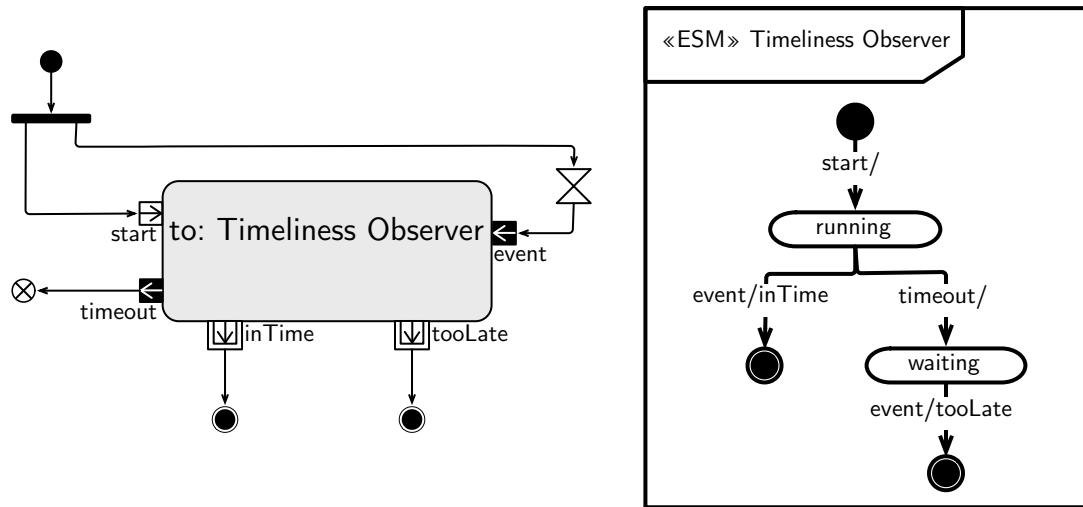 start
to: Timeliness Observer
event
timeout
inTime
tooLate
«ESM» Timeliness Observer
start/
running
event/inTime
timeout/
waiting
event/tooLate